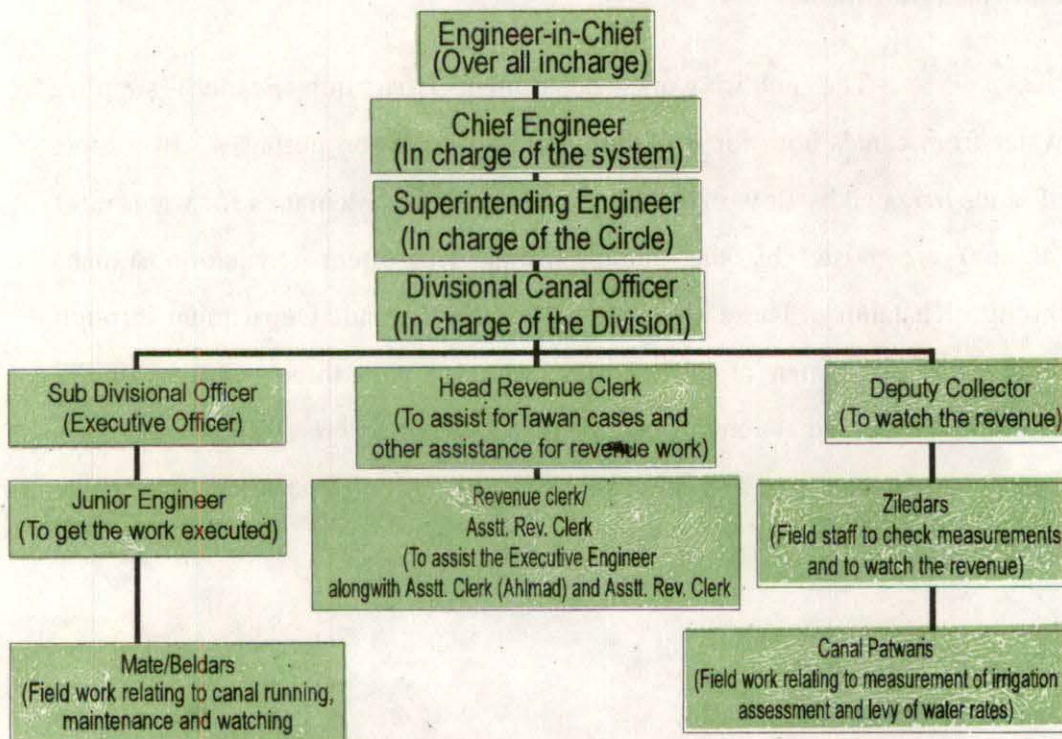 Engineer-in-Chief
(Over all incharge)
Chief Engineer
(In charge of the system)
Superintending Engineer
(In charge of the Circle)
Divisional Canal Officer
(In charge of the Division)
Sub Divisional Officer
(Executive Officer)
Head Revenue Clerk
(To assist for Tawan cases and
other assistance for revenue work)
Deputy Collector
(To watch the revenue)
Junior Engineer
(To get the work executed)
Revenue clerk/
Asstt. Rev. Clerk
(To assist the Executive Engineer
alongwith Asstt. Clerk (Ahlmad) and Asstt. Rev. Clerk
Ziledars
(Field staff to check measurements
and to watch the revenue)
Mate/Beldars
(Field work relating to canal running,
maintenance and watching
Canal Patwaris
(Field work relating to measurement of irrigation
assessment and levy of water rates)